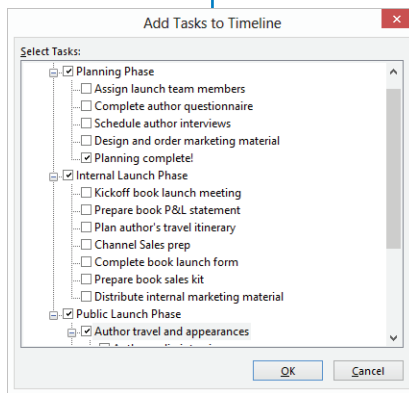 Add Tasks to Timeline
Select Tasks:
Planning Phase
Assign launch team members
Complete author questionnaire
Schedule author interviews
Design and order marketing material
Planning complete!
Internal Launch Phase
Kickoff book launch meeting
Prepare book P&L statement
Plan author's travel itinerary
Channel Sales prep
Complete book launch form
Prepare book sales kit
Distribute internal marketing material
Public Launch Phase
Author travel and appearances
OK Cancel